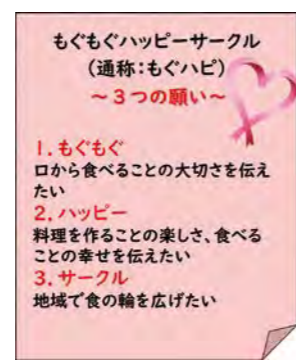 もぐもぐハッピーサークル
(通称:もぐハピ)
～3つの願い～
1.もぐもぐ
口から食べることの大切さを伝え
たい
2.ハッピー
料理を作ることの楽しさ、食べる
ことの幸せを伝えたい
3.サークル
地域で食の輪を広げたい